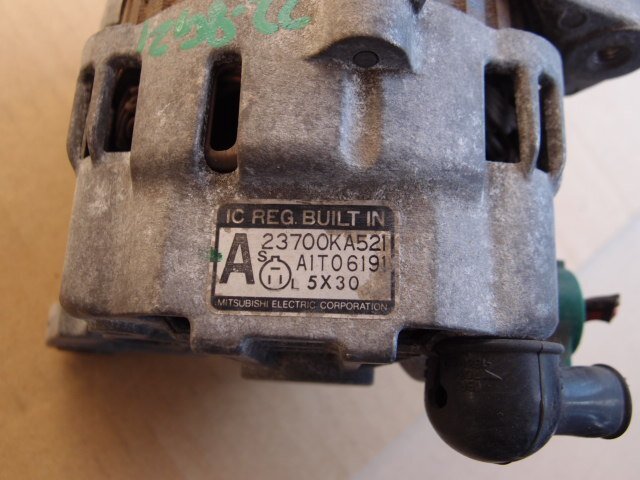 IC REG. BUILT IN
A 23700KA521
S A1T06191
L 5X30
MITSUBISHI ELECTRIC CORPORATION